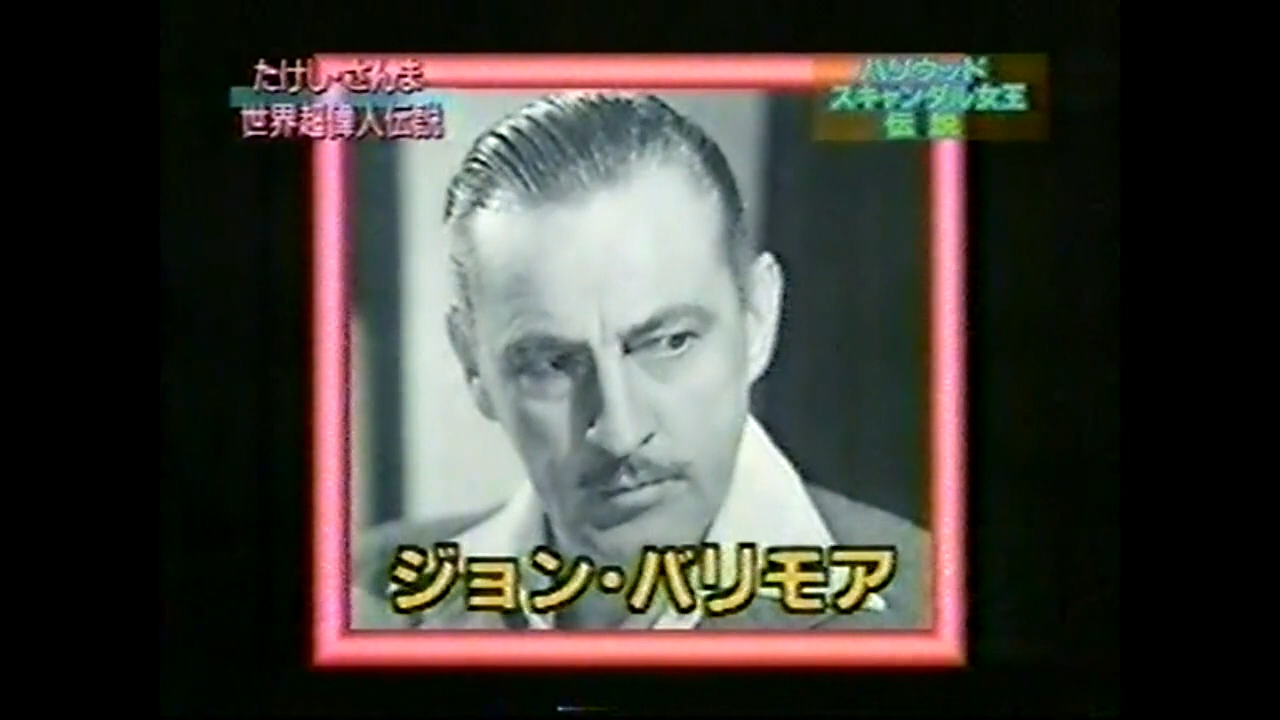 たけし・さんま
世界超偉人伝説
ハリウッド
スキャンダル女王
伝説
ジョン・バリモア